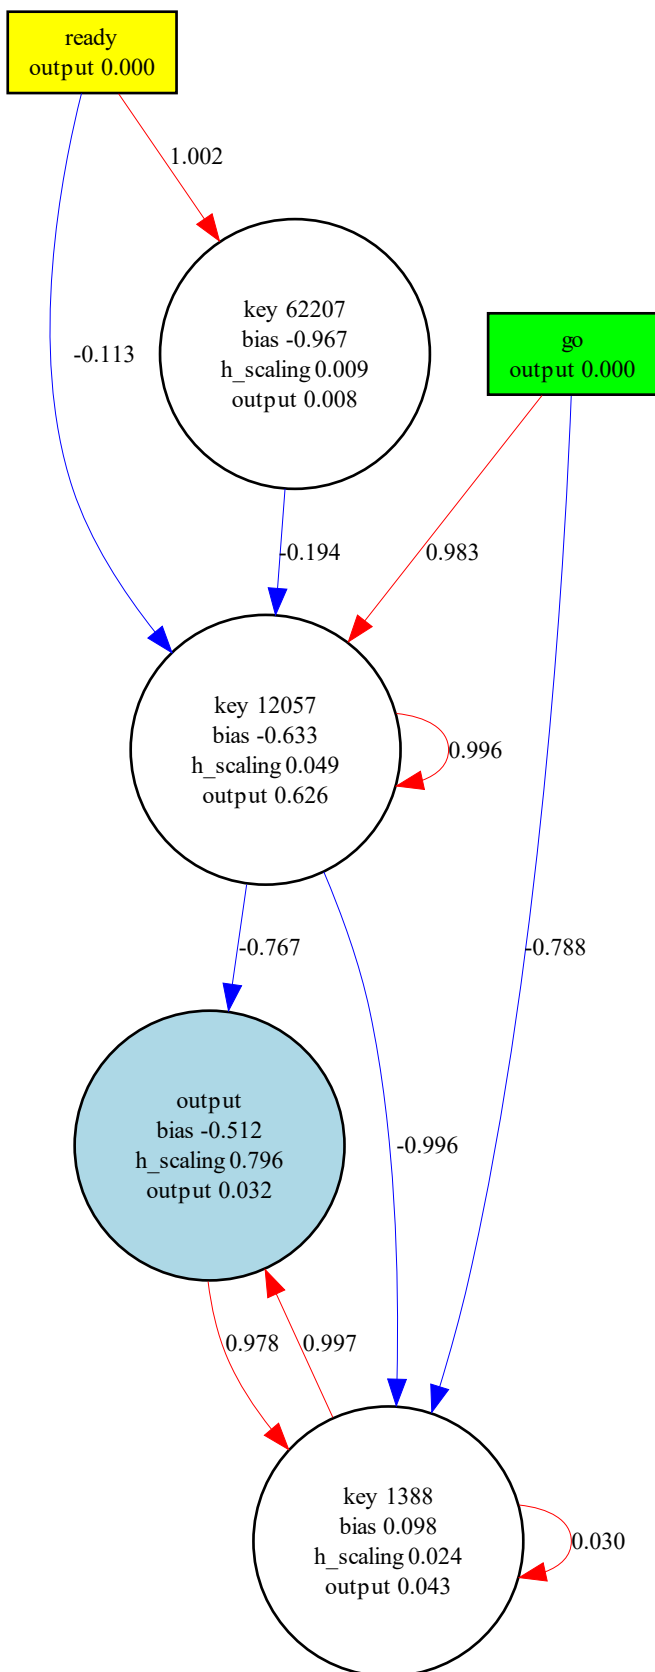 ready
output 0.000
1.002
key 62207
bias -0.967
h_scaling 0.009
output 0.008
go
output 0.000
-0.113
-0.194
0.983
key 12057
bias -0.633
h_scaling 0.049
output 0.626
0.996
-0.767
-0.788
output
bias -0.512
h_scaling 0.796
output 0.032
-0.996
0.978
0.997
key 1388
bias 0.098
h_scaling 0.024
output 0.043
0.030